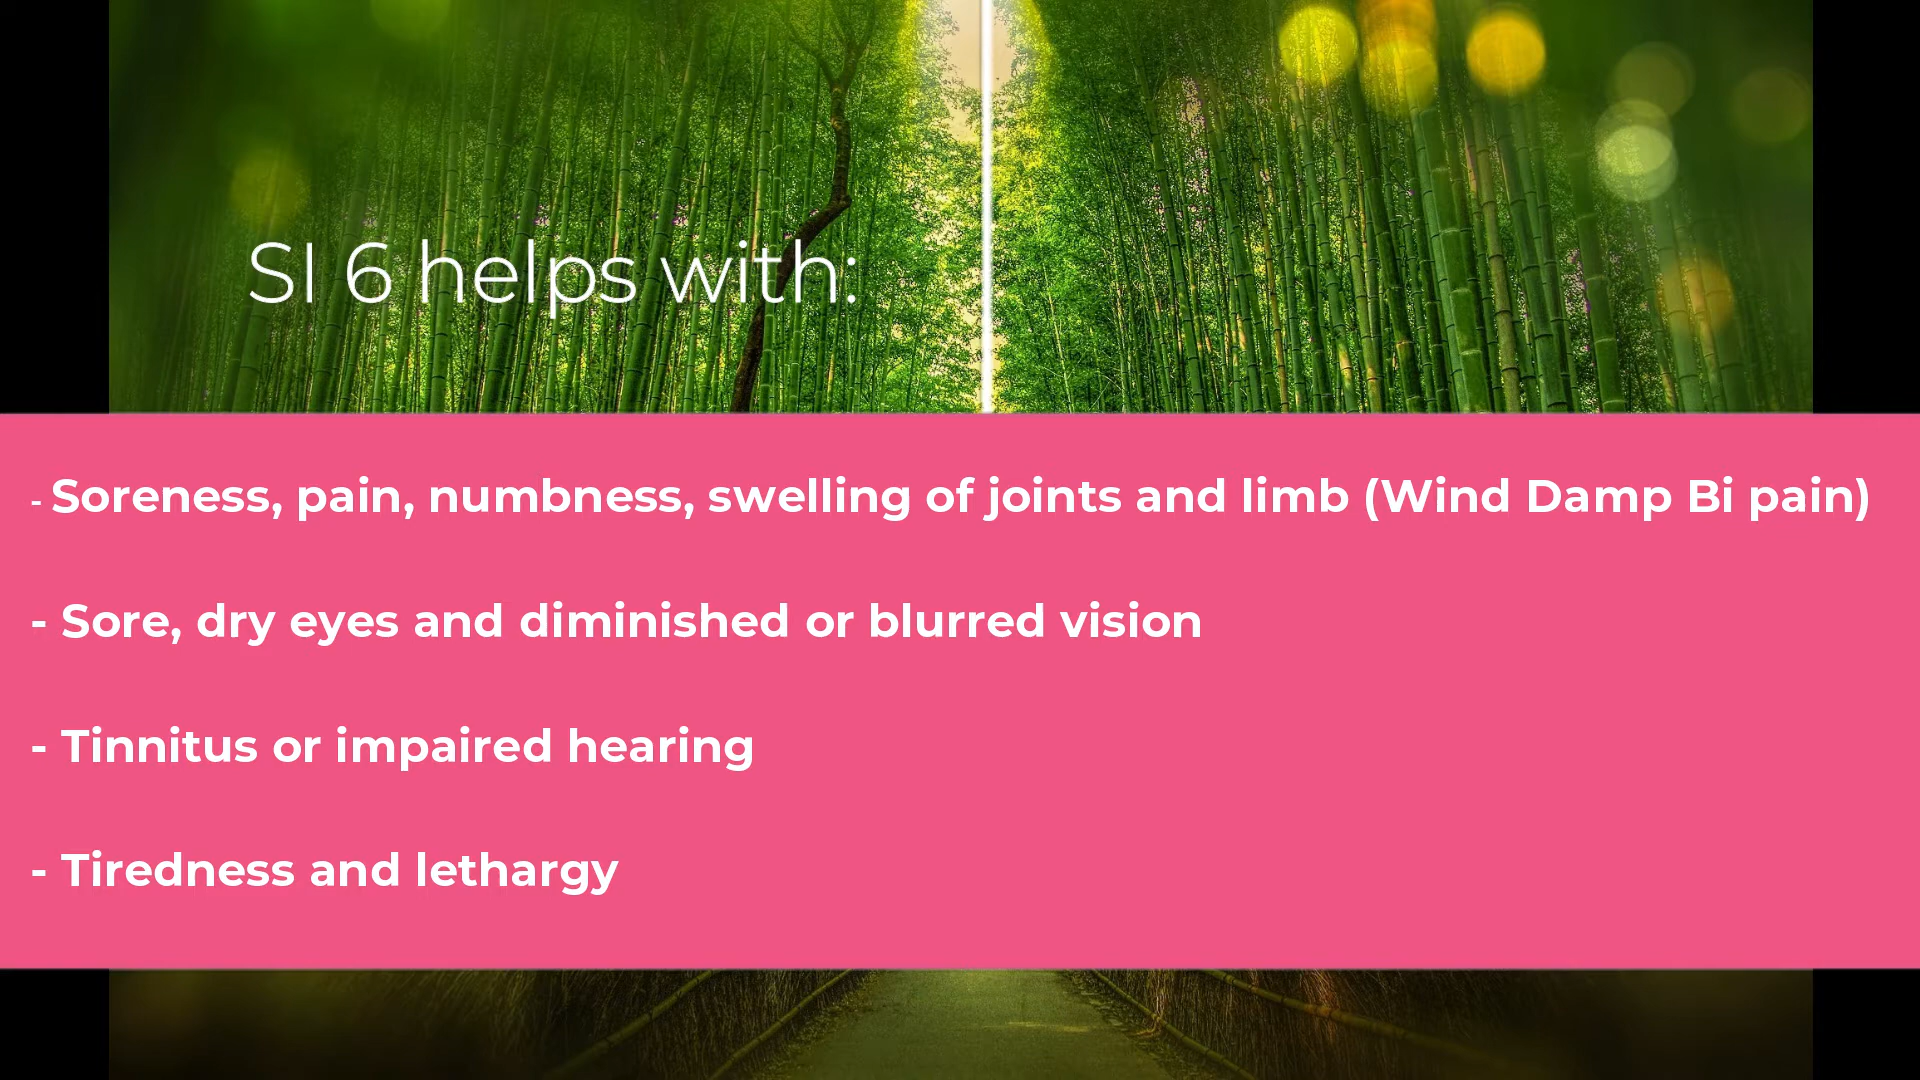 SI 6 helps with:
- Soreness, pain, numbness, swelling of joints and limb (Wind Damp Bi pain)
- Sore, dry eyes and diminished or blurred vision
- Tinnitus or impaired hearing
- Tiredness and lethargy